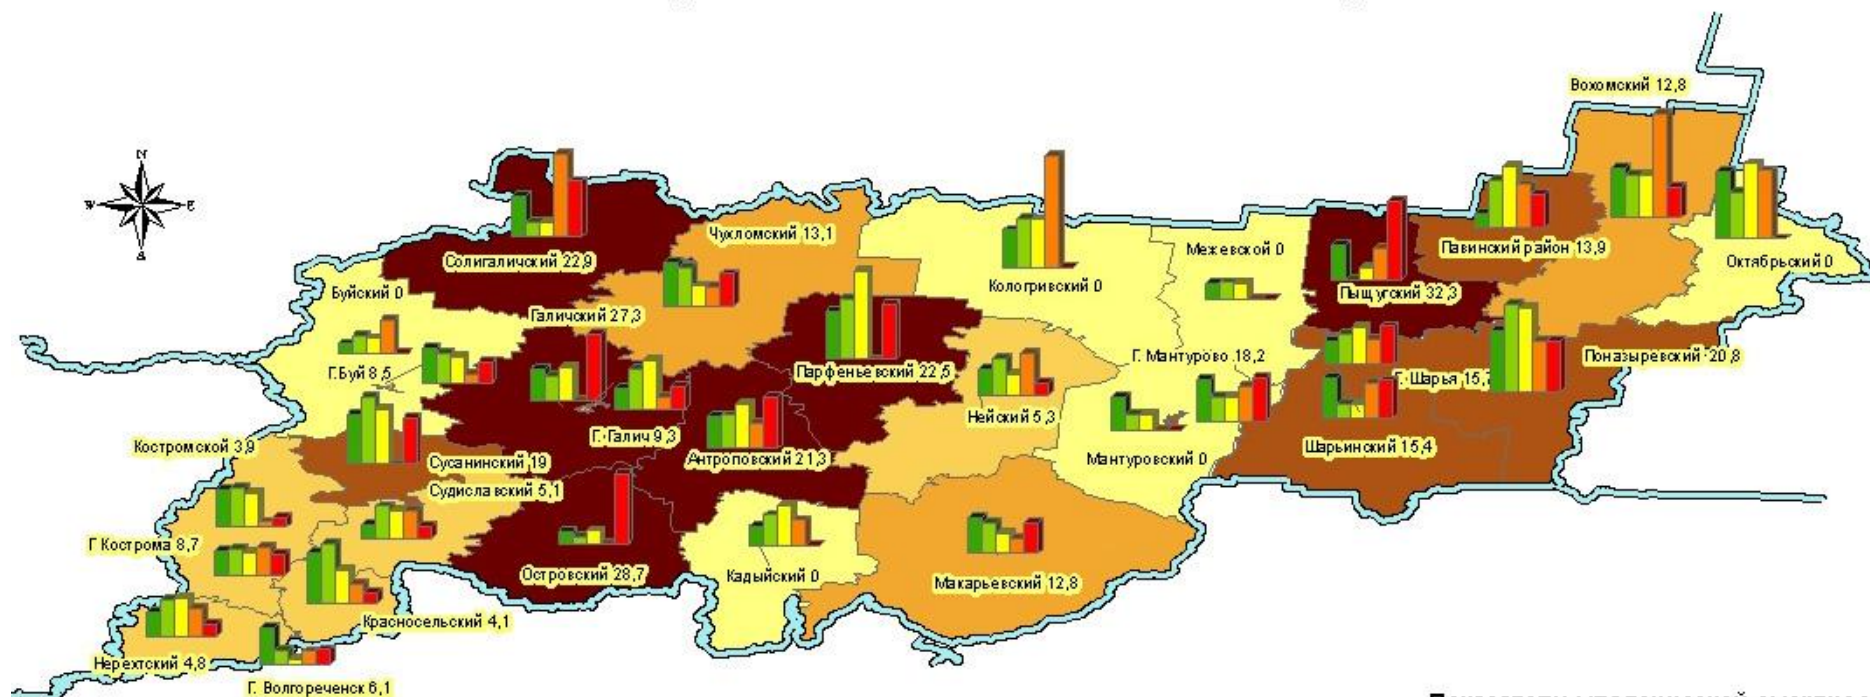 Вохомский 12,8
N
W
E
Чухломский 13,1
Межевской 0
Павинский район 13,9
Солигаличский 22,9
Октябрьский 0
Кологривский 0
Буйский 0
Пыщугский 32,3
Галичский 27,3
Г. Мантурово 18,2
Поназыревский 20,8
Г.Буй 8,5
Парфеньевский 22,5
Г. Шарья 15,7
Нейский 5,3
Г. Галич 9,3
Костромской 3,9
Шарьинский 15,4
Сусанинский 19
Антроповский 21,3
Мантуровский 0
Судиславский 5,1
Г Кострома 8,7
Островский 28,7
Кадыйский 0
Макарьевский 12,8
Красносельский 4,1
Нерехтский 4,8
Г. Волгореченск 6,1